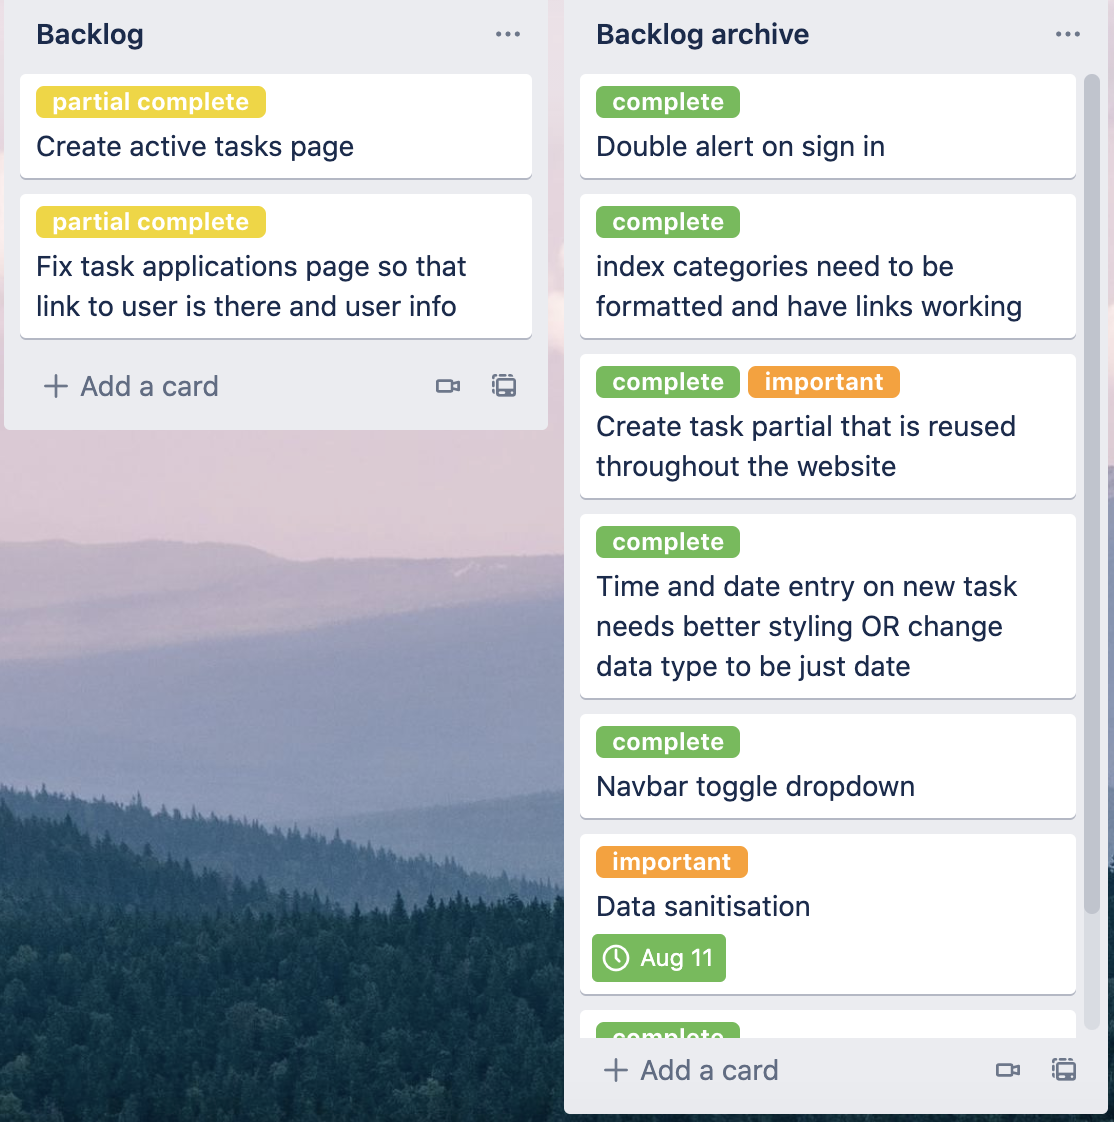 Backlog
partial complete
Create active tasks page
partial complete
Fix task applications page so that
link to user is there and user info
Add a card
Backlog archive
complete
Double alert on sign in
complete
index categories need to be
formatted and have links working
complete important
Create task partial that is reused
throughout the website
complete
Time and date entry on new task
needs better styling OR change
data type to be just date
complete
Navbar toggle dropdown
important
Data sanitisation
Aug 11
complete
Add a card